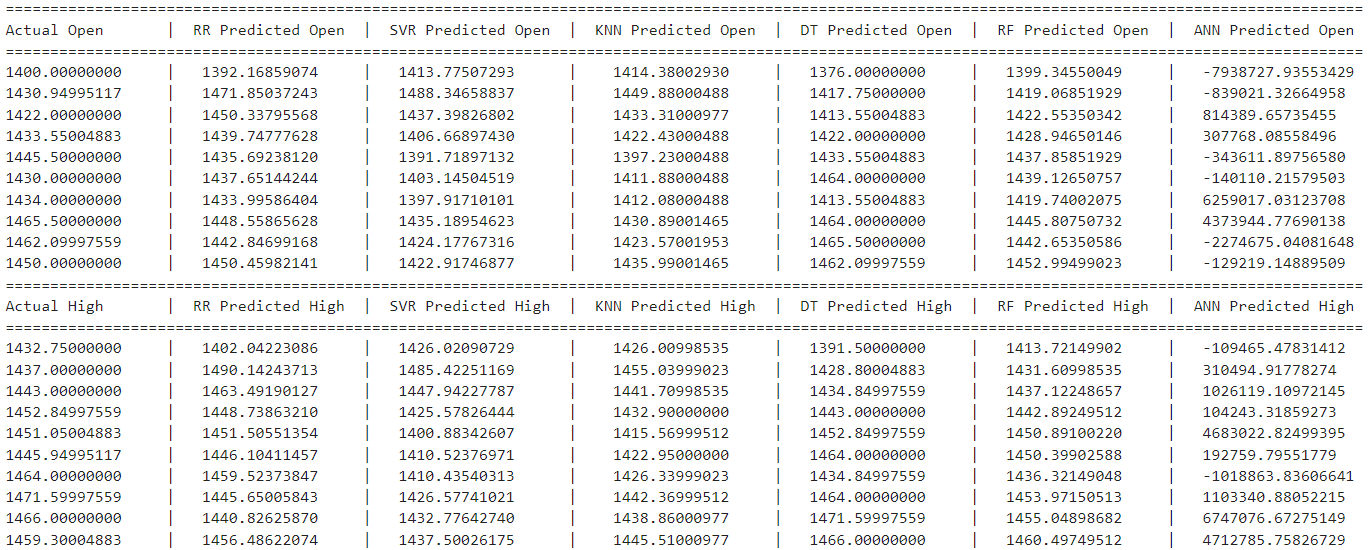 =======================================================================================================================================================
Actual Open | RR Predicted Open | SVR Predicted Open | KNN Predicted Open | DT Predicted Open | RF Predicted Open | ANN Predicted Open
=======================================================================================================================================================
1400.00000000 | 1392.16859074 | 1413.77507293 | 1414.38002930 | 1376.00000000 | 1399.34550049 | -7938727.93553429
1430.94995117 | 1471.85037243 | 1488.34658837 | 1449.88000488 | 1417.75000000 | 1419.06851929 | -839021.32664958
1422.00000000 | 1450.33795568 | 1437.39826802 | 1433.31000977 | 1413.55004883 | 1422.55350342 | 814389.65735455
1433.55004883 | 1439.74777628 | 1406.66897430 | 1422.43000488 | 1422.00000000 | 1428.94650146 | 307768.08558496
1445.50000000 | 1435.69238120 | 1391.71897132 | 1397.23000488 | 1433.55004883 | 1437.85851929 | -343611.89756580
1430.00000000 | 1437.65144244 | 1403.14504519 | 1411.88000488 | 1464.00000000 | 1439.12650757 | -140110.21579503
1434.00000000 | 1433.99586404 | 1397.91710101 | 1412.08000488 | 1413.55004883 | 1419.74002075 | 6259017.03123708
1465.50000000 | 1448.55865628 | 1435.18954623 | 1430.89001465 | 1464.00000000 | 1445.80750732 | 4373944.77690138
1462.09997559 | 1442.84699168 | 1424.17767316 | 1423.57001953 | 1465.50000000 | 1442.65350586 | -2274675.04081648
1450.00000000 | 1450.45982141 | 1422.91746877 | 1435.99001465 | 1462.09997559 | 1452.99499023 | -129219.14889509
=======================================================================================================================================================
Actual High | RR Predicted High | SVR Predicted High | KNN Predicted High | DT Predicted High | RF Predicted High | ANN Predicted High
=======================================================================================================================================================
1432.75000000 | 1402.04223086 | 1426.02090729 | 1426.00998535 | 1391.50000000 | 1413.72149902 | -109465.47831412
1437.00000000 | 1490.14243713 | 1485.42251169 | 1455.03999023 | 1428.80004883 | 1431.60998535 | 310494.91778274
1443.00000000 | 1463.49190127 | 1447.94227787 | 1441.70998535 | 1434.84997559 | 1437.12248657 | 1026119.10972145
1452.84997559 | 1448.73863210 | 1425.57826444 | 1432.90000000 | 1443.00000000 | 1442.89249512 | 104243.31859273
1451.05004883 | 1451.50551354 | 1400.88342607 | 1415.56999512 | 1452.84997559 | 1450.89100220 | 4683022.82499395
1445.94995117 | 1446.10411457 | 1410.52376971 | 1422.95000000 | 1464.00000000 | 1450.39902588 | 192759.79551779
1464.00000000 | 1459.52373847 | 1410.43540313 | 1426.33999023 | 1434.84997559 | 1436.32149048 | -1018863.83606641
1471.59997559 | 1445.65005843 | 1426.57741021 | 1442.36999512 | 1464.00000000 | 1453.97150513 | 1103340.88052215
1466.00000000 | 1440.82625870 | 1432.77642740 | 1438.86000977 | 1471.59997559 | 1455.04898682 | 6747076.67275149
1459.30004883 | 1456.48622074 | 1437.50026175 | 1445.51000977 | 1466.00000000 | 1460.49749512 | 4712785.75826729